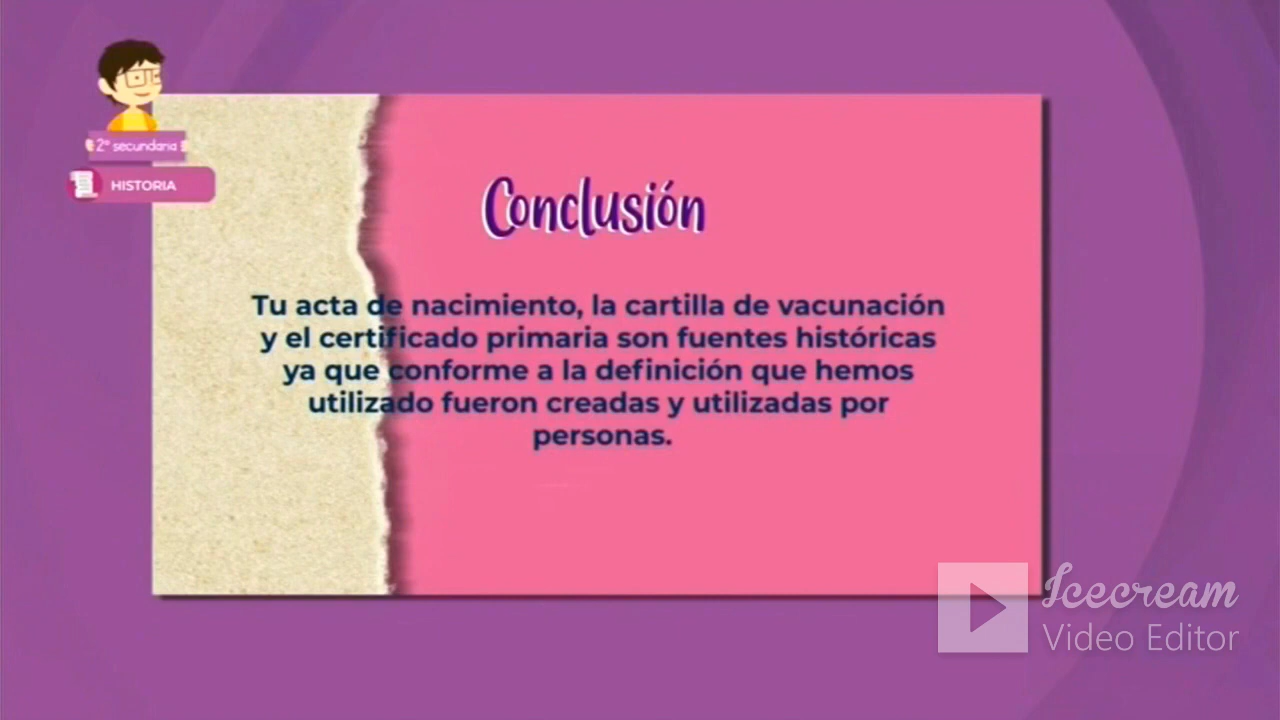 2° secundaria
HISTORIA
Conclusión
Tu acta de nacimiento, la cartilla de vacunación
y el certificado primaria son fuentes históricas
ya que conforme a la definición que hemos
utilizado fueron creadas y utilizadas por
personas.
Icecream
Video Editor